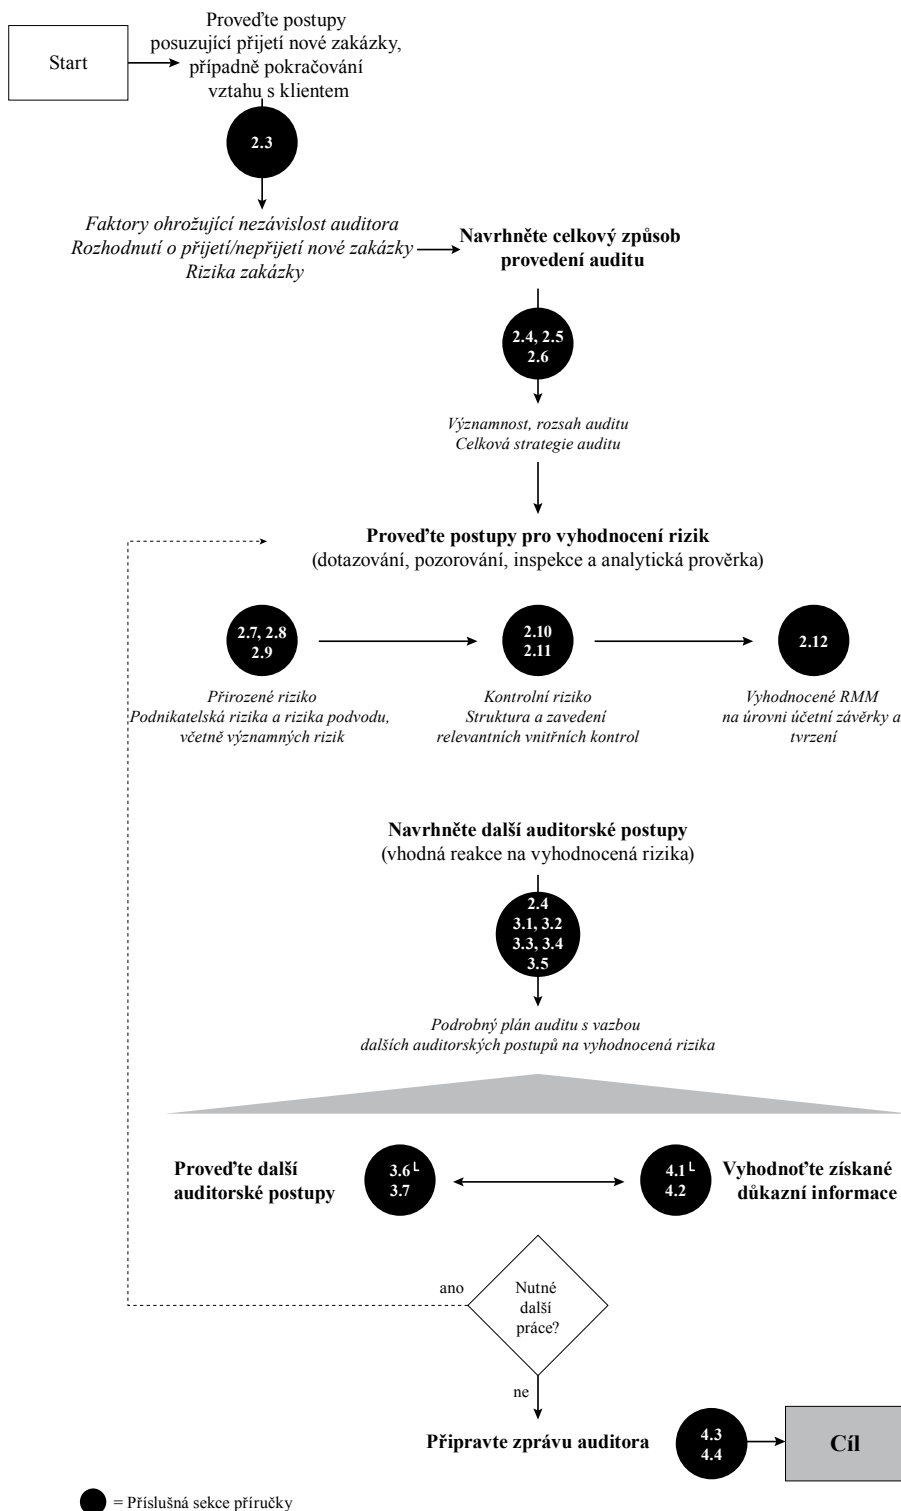 Start
Proveďte postupy
posuzující přijetí nové zakázky,
případně pokračování
vztahu s klientem
2.3
Faktory ohrožující nezávislost auditora
Rozhodnutí o přijetí/nepřijetí nové zakázky
Rizika zakázky
Navrhněte celkový způsob
provedení auditu
2.4, 2.5
2.6
Významnost, rozsah auditu
Celková strategie auditu
Proveďte postupy pro vyhodnocení rizik
(dotazování, pozorování, inspekce a analytická prověrka)
2.7, 2.8
2.9
2.10
2.11
2.12
Přirozené riziko
Podnikatelská rizika a rizika podvodu,
včetně významných rizik
Kontrolní riziko
Struktura a zavedení
relevantních vnitřních kontrol
Vyhodnocené RMM
na úrovni účetní závěrky a
tvrzení
Navrhněte další auditorské postupy
(vhodná reakce na vyhodnocená rizika)
2.4
3.1, 3.2
3.3, 3.4
3.5
Podrobný plán auditu s vazbou
dalších auditorských postupů na vyhodnocená rizika
Proveďte další
auditorské postupy
3.6 L
3.7
4.1 L
4.2
Vyhodnoťte získané
důkazní informace
ano
Nutné
další
práce?
ne
Připravte zprávu auditora
4.3
4.4
Cíl
= Příslušná sekce příručky